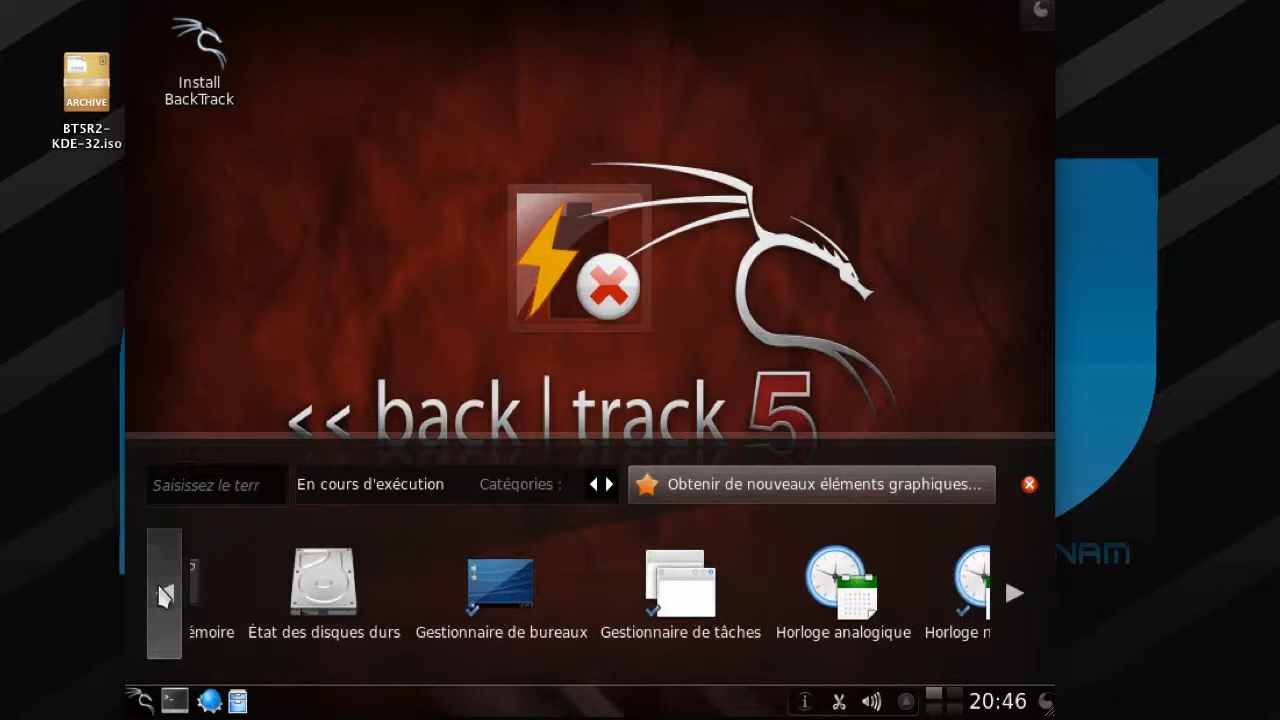 Install
BackTrack
ARCHIVE
BT5R2-
KDE-32.iso
<< back | track 5
Saisissez le terr
En cours d'exécution
Catégories :
Obtenir de nouveaux éléments graphiques...
émoire
État des disques durs
Gestionnaire de bureaux
Gestionnaire de tâches
Horloge analogique
Horloge n
NAM
20:46